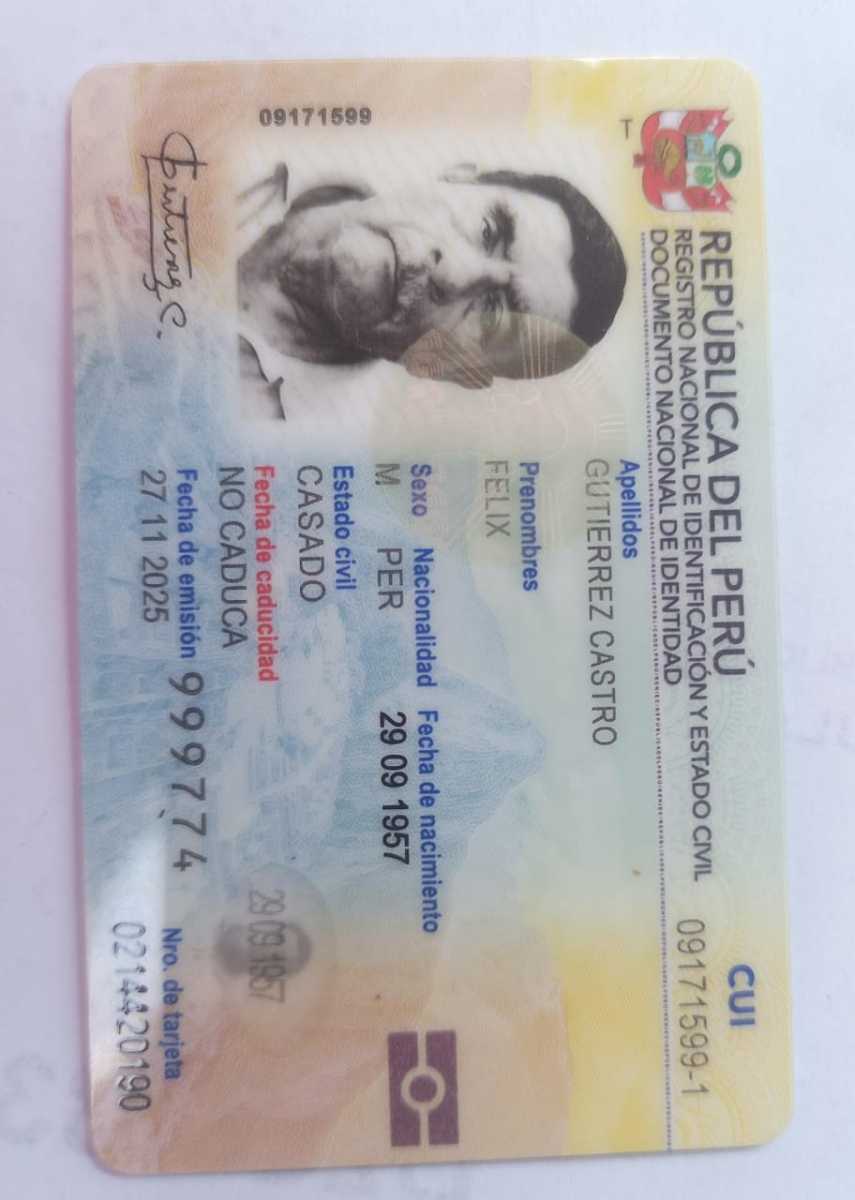 REPÚBLICA DEL PERÚ
REGISTRO NACIONAL DE IDENTIFICACIÓN Y ESTADO CIVIL
DOCUMENTO NACIONAL DE IDENTIDAD
CUI
09171599-1
Apellidos
GUTIERREZ CASTRO
Prenombres
FELIX
Sexo Nacionalidad Fecha de nacimiento
M PER 29 09 1957
Estado civil
CASADO
Fecha de caducidad
NO CADUCA
29 09 1957
Fecha de emisión
27 11 2025
999774
Nro. de tarjeta
0214420190
09171599
T